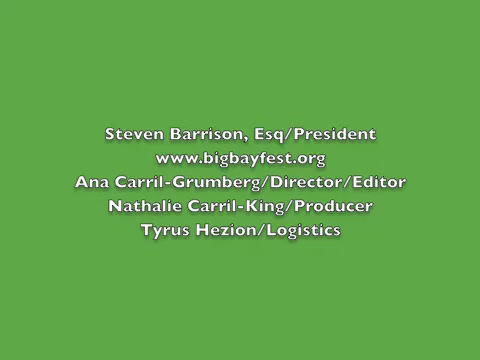 Steven Barrison, Esq/President
www.bigbayfest.org
Ana Carril-Grumberg/Director/Editor
Nathalie Carril-King/Producer
Tyrus Hezion/Logistics